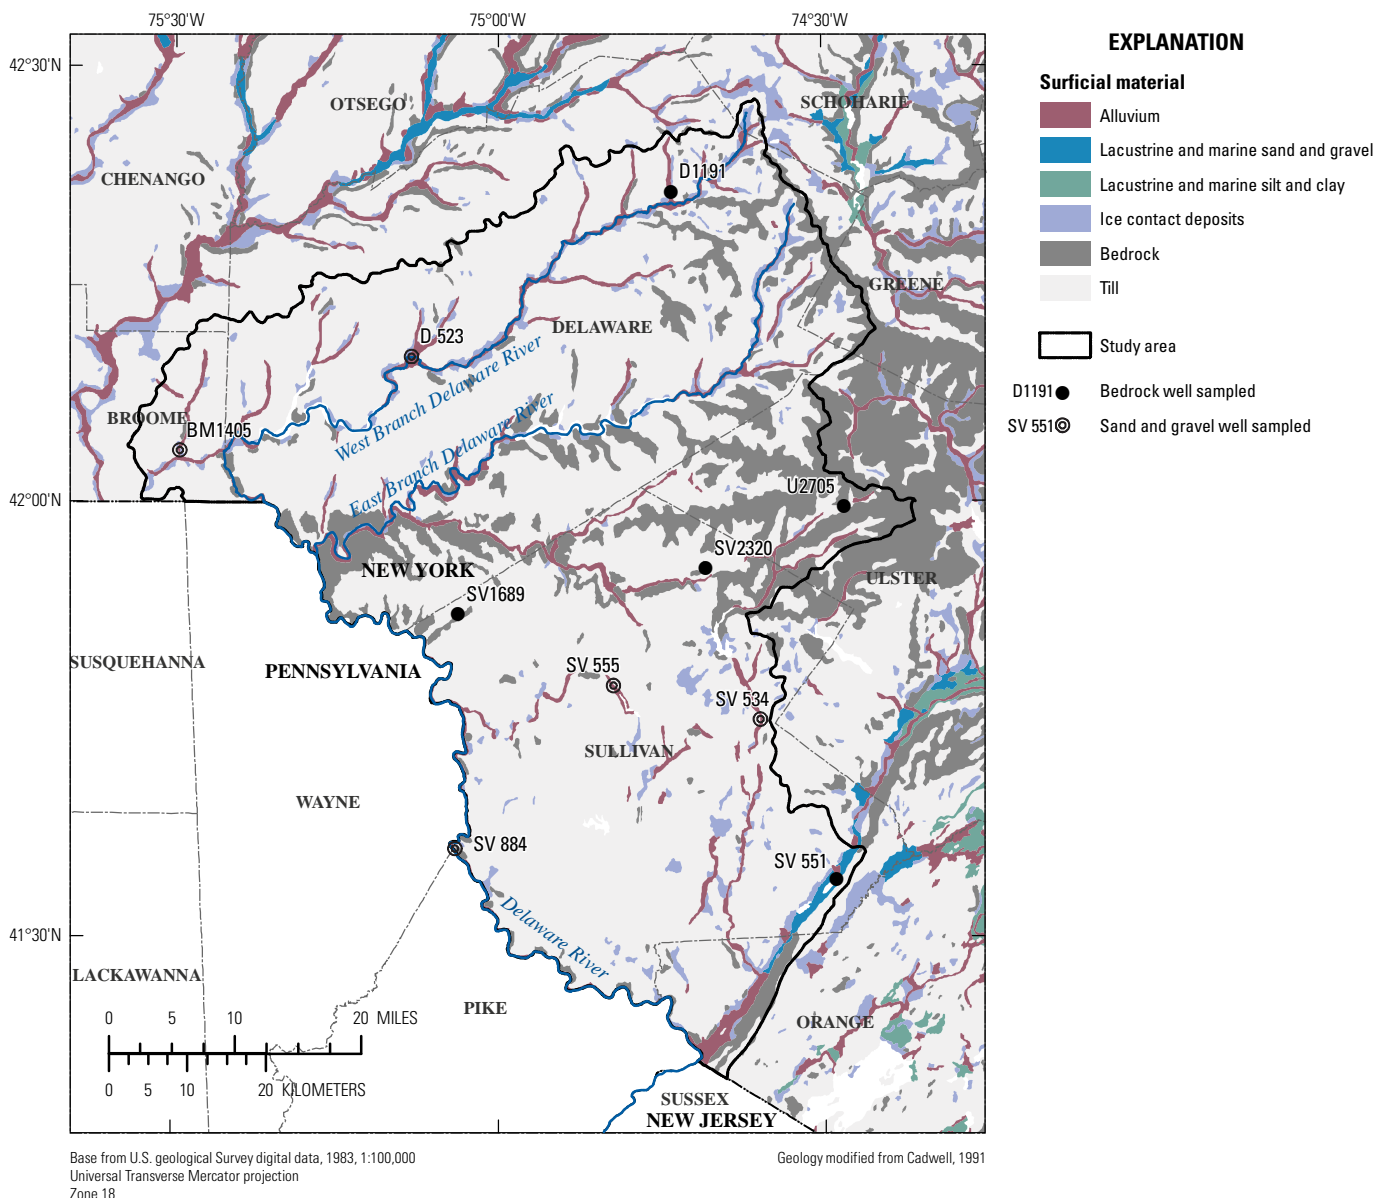 75°30'W
75°00'W
74°30'W
EXPLANATION
42°30'N
Surficial material
OTSEGO
SCHOHARIE
Alluvium
Lacustrine and marine sand and gravel
D1191
CHENANGO
Lacustrine and marine silt and clay
Ice contact deposits
Bedrock
GREENE
Till
DELAWARE
D 523
Study area
West Branch Delaware River
D1191
Bedrock well sampled
BROOME
BM1405
SV 551
Sand and gravel well sampled
East Branch Delaware River
U2705
42°00'N
SV2320
NEW YORK
ULSTER
SV1689
SUSQUEHANNA
PENNSYLVANIA
SV 555
SV 534
SULLIVAN
WAYNE
SV 884
SV 551
Delaware River
41°30'N
LACKAWANNA
PIKE
ORANGE
0 5 10 20 MILES
0 5 10 20 KILOMETERS
SUSSEX
NEW JERSEY
Base from U.S. geological Survey digital data, 1983, 1:100,000
Universal Transverse Mercator projection
Zone 18
Geology modified from Cadwell, 1991